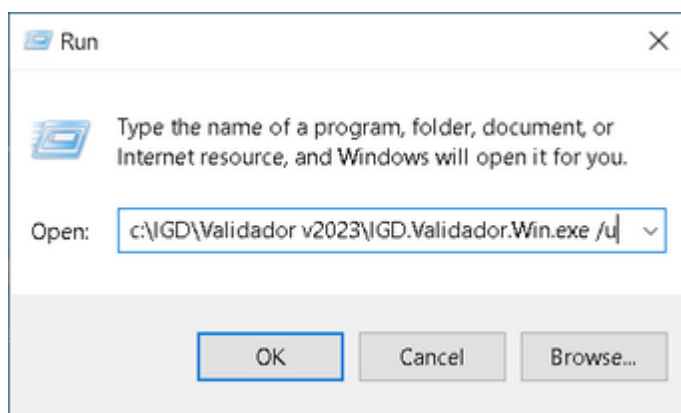 Run
Type the name of a program, folder, document, or
Internet resource, and Windows will open it for you.
Open: c:\IGD\Validador v2023\IGD.Validador.Win.exe /u
OK Cancel Browse...